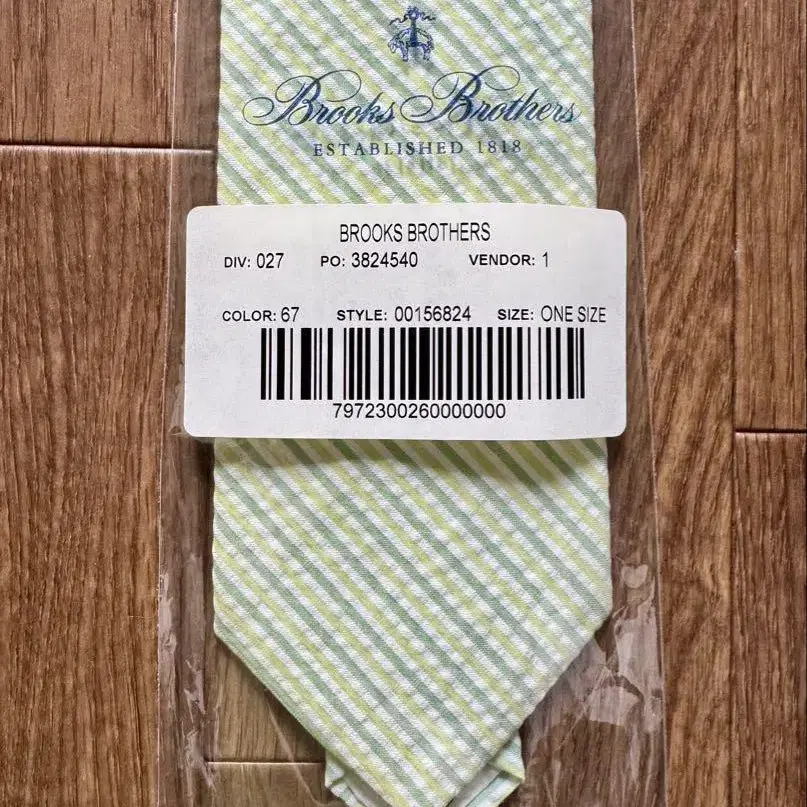 Brooks Brothers
ESTABLISHED 1818
BROOKS BROTHERS
DIV: 027 PO: 3824540 VENDOR: 1
COLOR: 67 STYLE: 00156824 SIZE: ONE SIZE
7972300260000000